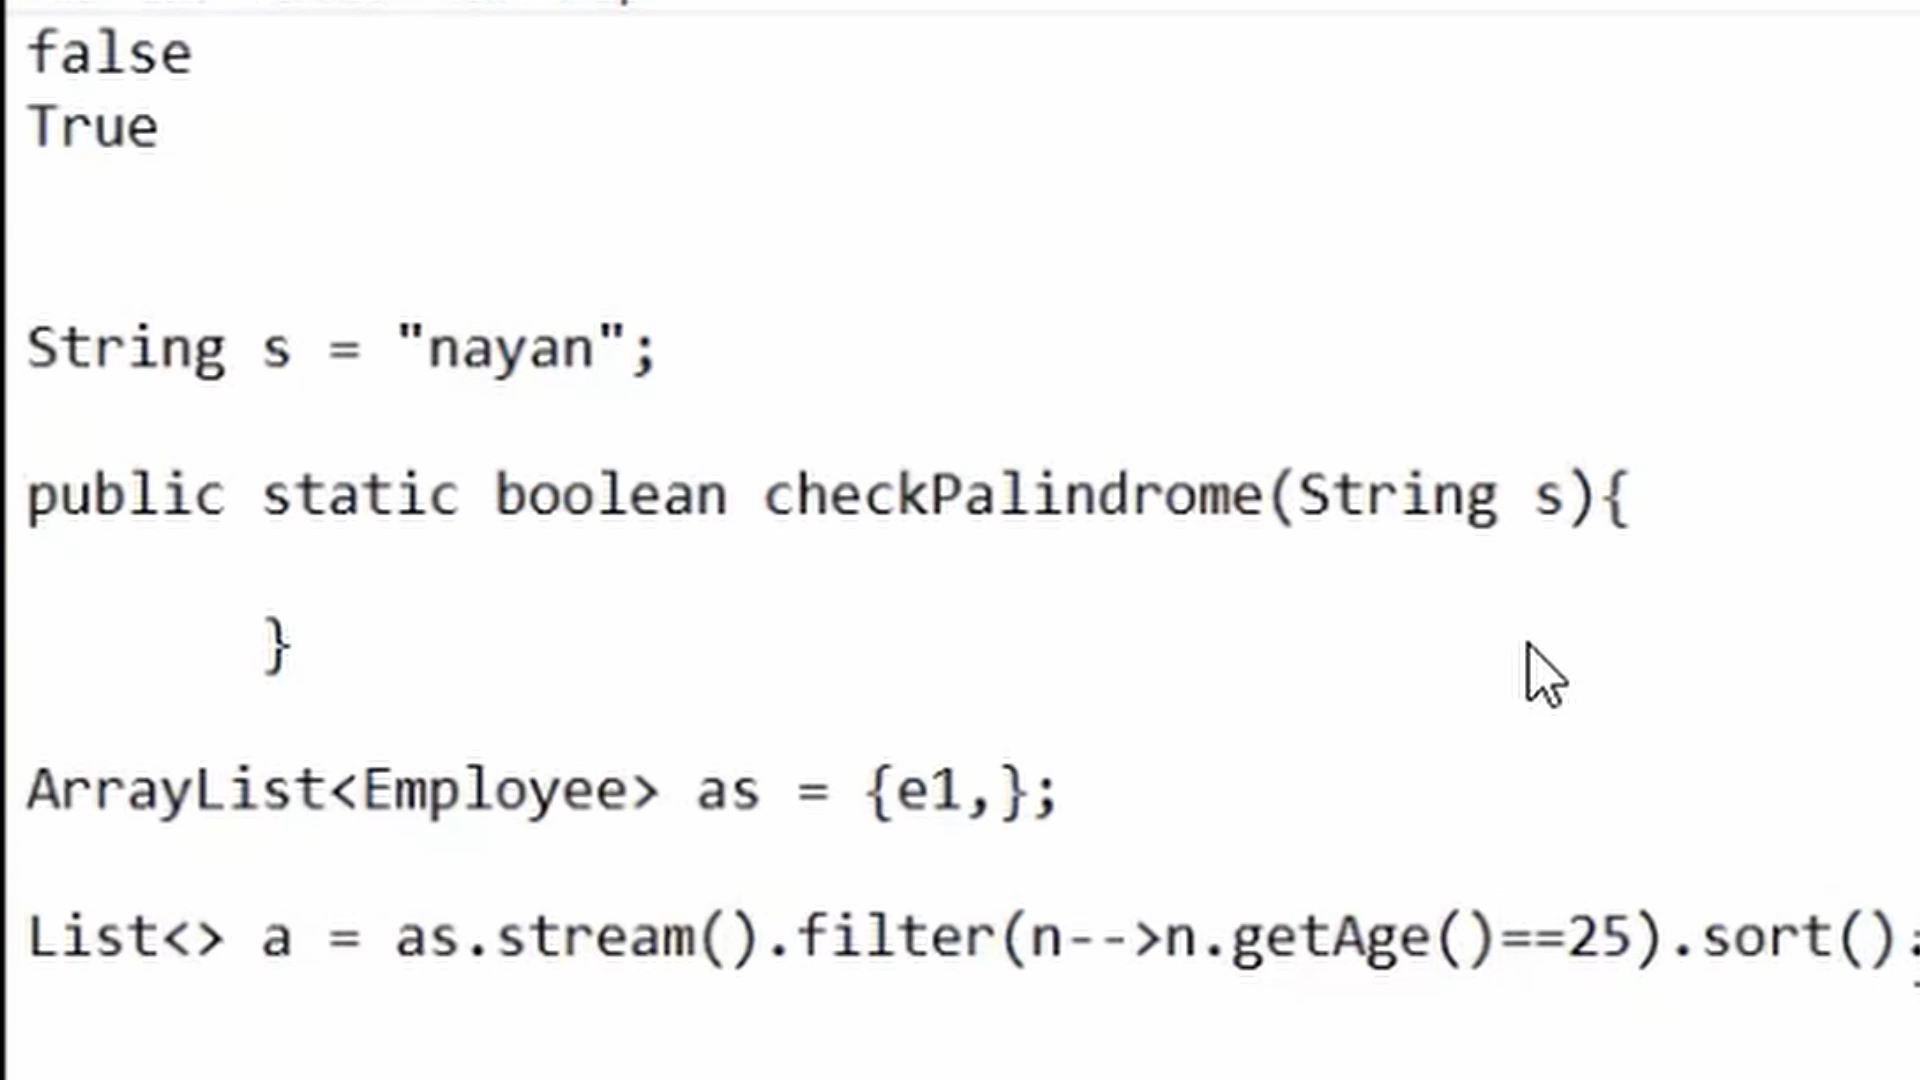 false
True
String s = "nayan";
public static boolean checkPalindrome(String s){
}
ArrayList<Employee> as = {e1,};
List<> a = as.stream().filter(n-->n.getAge()==25).sort();